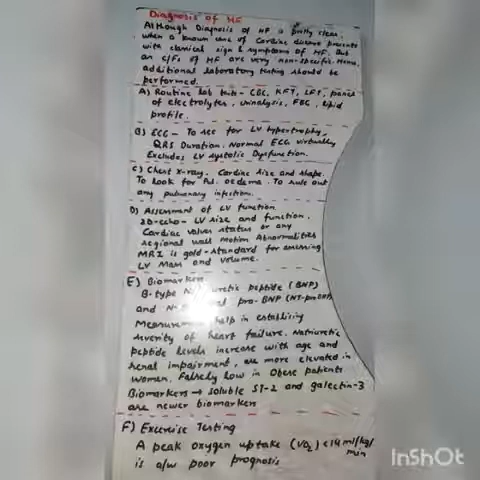 Diagnosis of HF
Although Diagnosis of HF is pretty clear,
when a known case of Cardiac disease presents
with classical sign & symptoms of HF. But
on C/Fs of HF are very non-specific. Hence,
additional laboratory testing should be
performed.
A) Routine lab tests - CBC, KFT, LFT, panel
of electrolytes, urinalysis, FBG, lipid
profile.
B) ECG - To see for LV hypertrophy,
QRS Duration. Normal ECG virtually
Excludes LV systolic Dysfunction.
C) Chest X-ray. Cardiac size and shape.
To look for Pul. oedema. To rule out
any pulmonary infection.
D) Assessment of LV function
2D-echo - LV size and function.
Cardiac valves status or any
regional wall motion Abnormalities
MRI is gold-standard for assessing
LV Mass and volume.
E) Biomarkers
B-type peptide (BNP)
and pro-BNP (NT-proBNP)
Measurement help in establising
severity of heart failure. Natriuretic
peptide levels increase with age and
renal impairment, are more elevated in
women. Falsely low in Obese patients
Biomarkers → soluble ST-2 and galectin-3
are newer biomarkers
F) Exercise Testing
A peak oxygen uptake (VO2) <14 ml/kg/
min
is a/w poor prognosis
InShOt